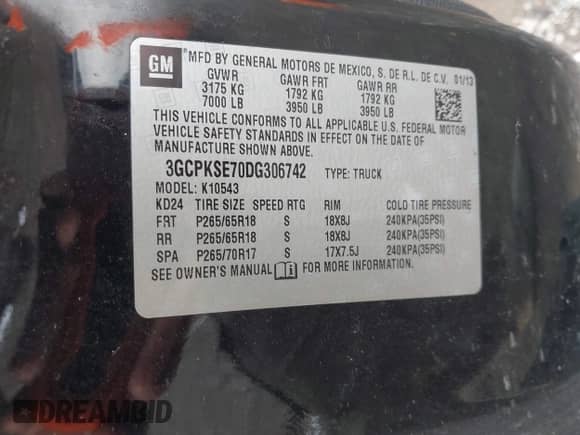 GM
®MFD BY GENERAL MOTORS DE MEXICO, S. DE R.L. DE C.V. 01/13
GVWR GAWR FRT GAWR RR
3175 KG 1792 KG 1792 KG
7000 LB 3950 LB 3950 LB
THIS VEHICLE CONFORMS TO ALL APPLICABLE U.S. FEDERAL MOTOR
VEHICLE SAFETY STANDARDS IN EFFECT ON THE DATE OF
MANUFACTURE SHOWN ABOVE.
3GCPKSE70DG306742 TYPE: TRUCK
MODEL: K10543
KD24 TIRE SIZE SPEED RTG RIM COLD TIRE PRESSURE
FRT P265/65R18 S 18X8J 240KPA(35PSI)
RR P265/65R18 S 18X8J 240KPA(35PSI)
SPA P265/70R17 S 17X7.5J 240KPA(35PSI)
SEE OWNER'S MANUAL FOR MORE INFORMATION.
DREAMBID